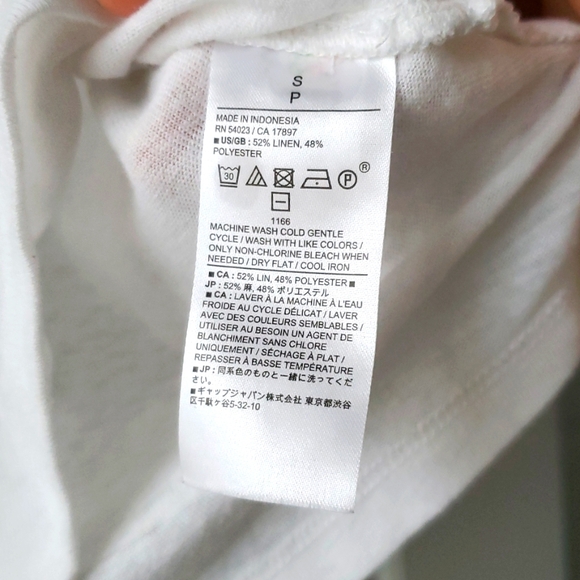 S
P
MADE IN INDONESIA
RN 54023 / CA 17897
■ US/GB : 52% LINEN, 48%
POLYESTER
30 P ®
1166
MACHINE WASH COLD GENTLE
CYCLE / WASH WITH LIKE COLORS /
ONLY NON-CHLORINE BLEACH WHEN
NEEDED / DRY FLAT / COOL IRON
■ CA : 52% LIN, 48% POLYESTER ■
JP : 52% 麻, 48% ポリエステル
■ CA : LAVER À LA MACHINE À L'EAU
FROIDE AU CYCLE DÉLICAT / LAVER
AVEC DES COULEURS SEMBLABLES /
UTILISER AU BESOIN UN AGENT DE
BLANCHIMENT SANS CHLORE
UNIQUEMENT / SÉCHAGE À PLAT /
REPASSER À BASSE TEMPÉRATURE
■ JP : 同系色のものと一緒に洗ってくだ
さい。
■ ギャップジャパン株式会社 東京都渋谷
区千駄ヶ谷5-32-10